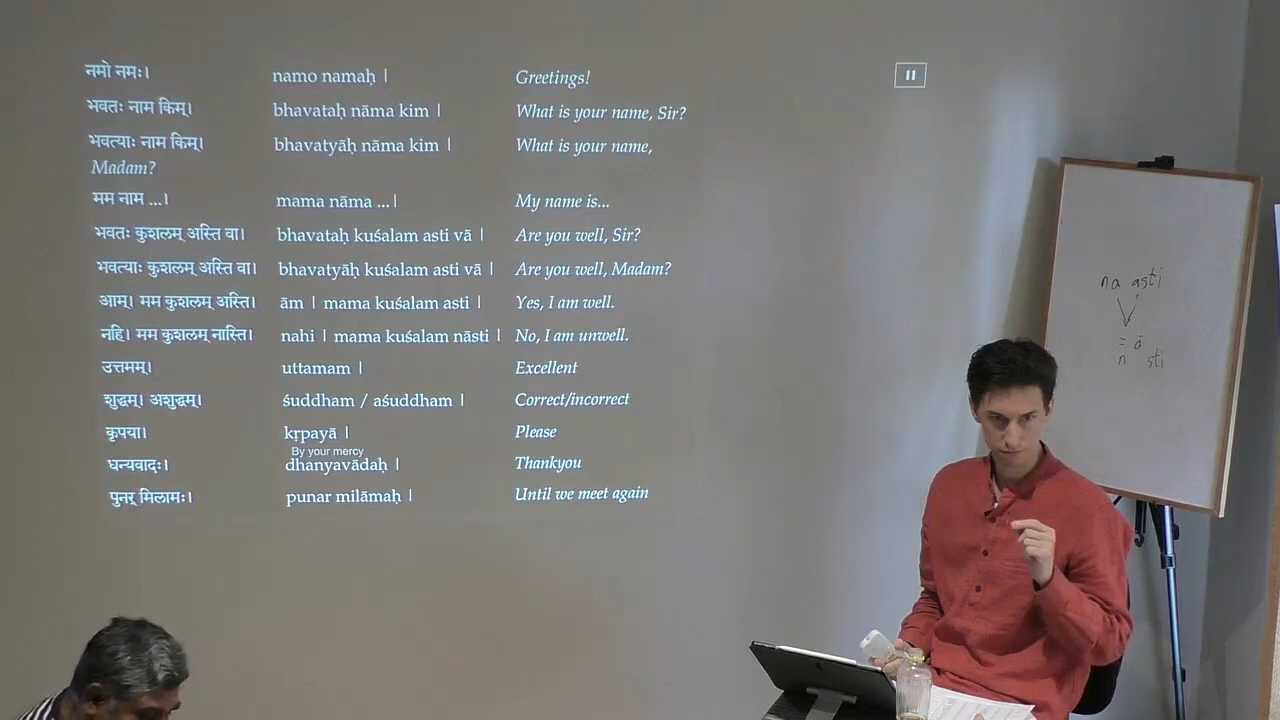 नमो नमः। namo namaḥ | Greetings!
भवतः नाम किम्। bhavataḥ nāma kim | What is your name, Sir?
भवत्याः नाम किम्। bhavatyāḥ nāma kim | What is your name,
Madam?
मम नाम ...। mama nāma ... | My name is...
भवतः कुशलम् अस्ति वा। bhavataḥ kuśalam asti vā | Are you well, Sir?
भवत्याः कुशलम् अस्ति वा। bhavatyāḥ kuśalam asti vā | Are you well, Madam?
आम्। मम कुशलम् अस्ति। ām | mama kuśalam asti | Yes, I am well.
नहि। मम कुशलम् नास्ति। nahi | mama kuśalam nāsti | No, I am unwell.
उत्तमम्। uttamam | Excellent
शुद्धम्। अशुद्धम्। śuddham / aśuddham | Correct/incorrect
कृपया। kṛpayā | Please
By your mercy
धन्यवादः। dhanyavādaḥ | Thankyou
पुनर् मिलामः। punar milāmaḥ | Until we meet again
na asti
= ā
n sti